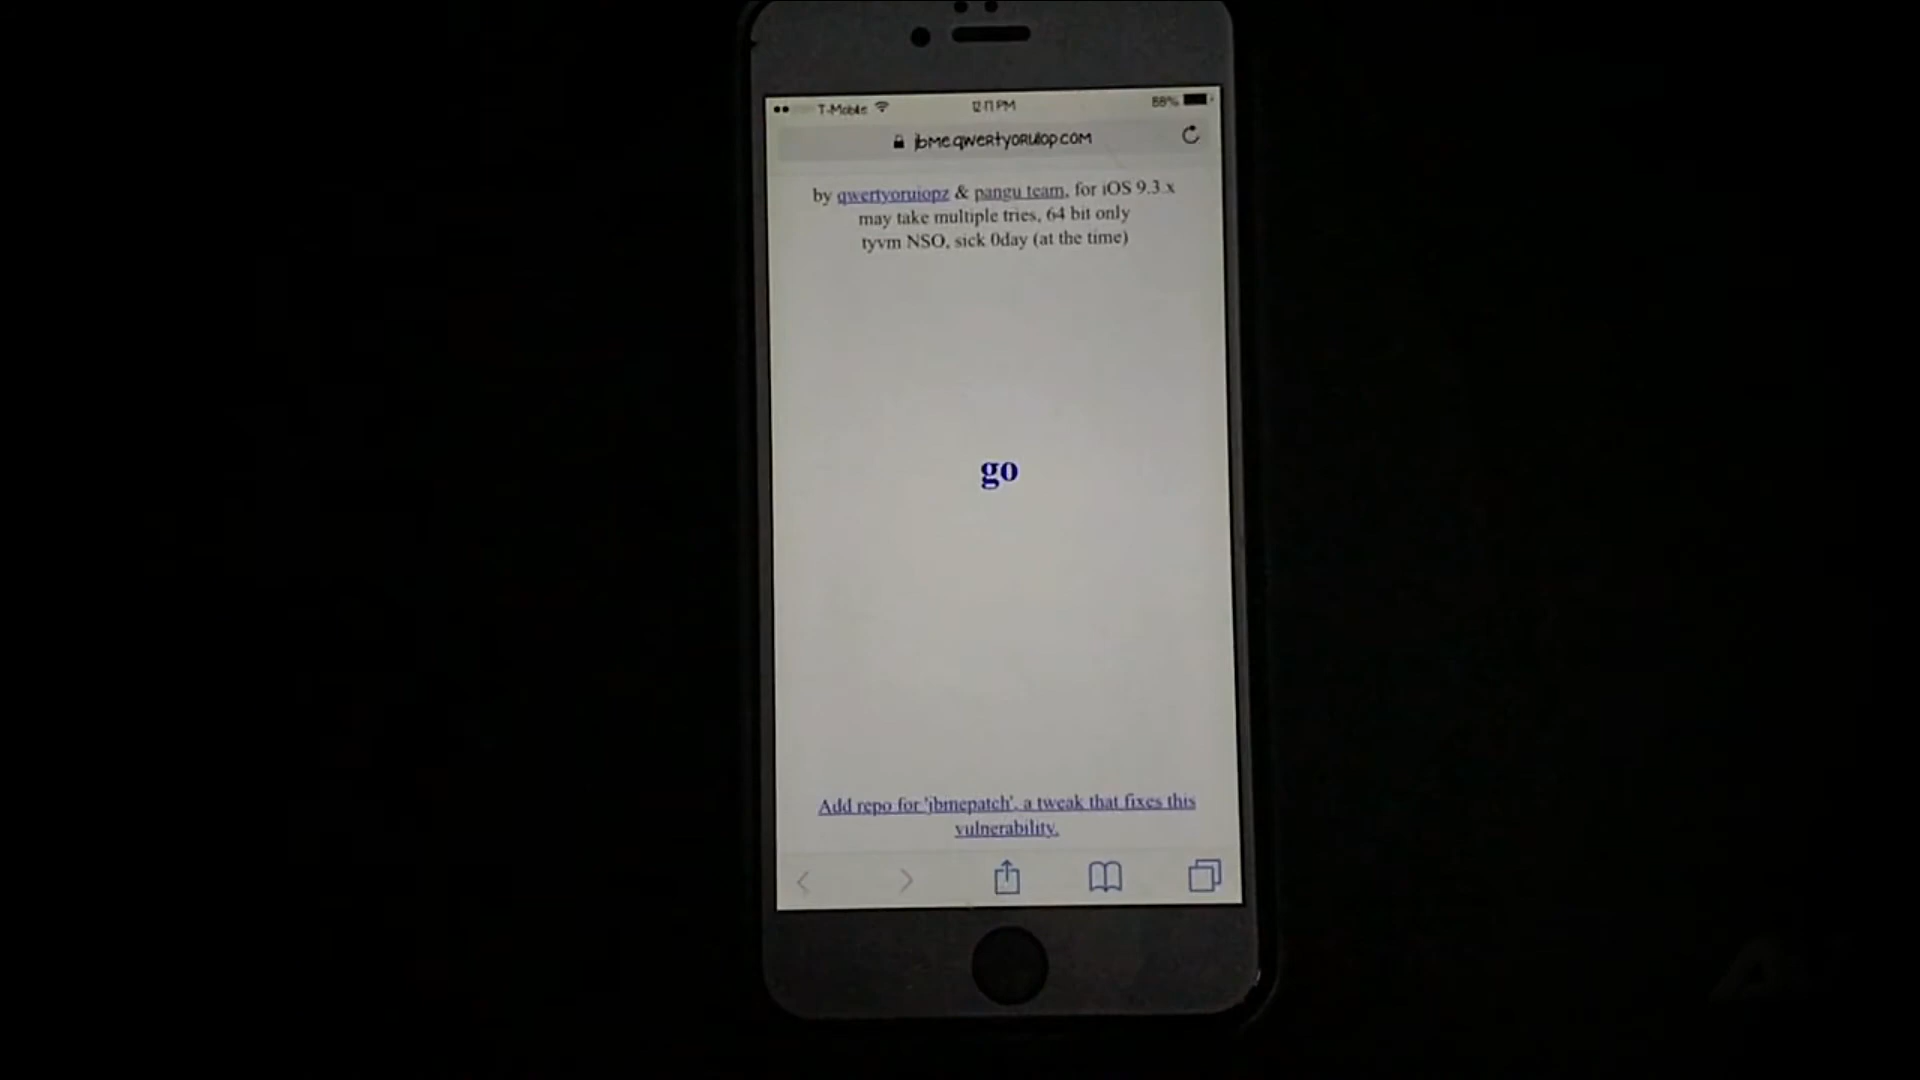 T-Mobile
12:11 PM
88%
jbme.qwertyoruiop.com
by qwertyoruiopz & pangu team, for iOS 9.3.x
may take multiple tries, 64 bit only
tyvm NSO, sick 0day (at the time)
go
Add repo for 'jbmepatch', a tweak that fixes this
vulnerability.